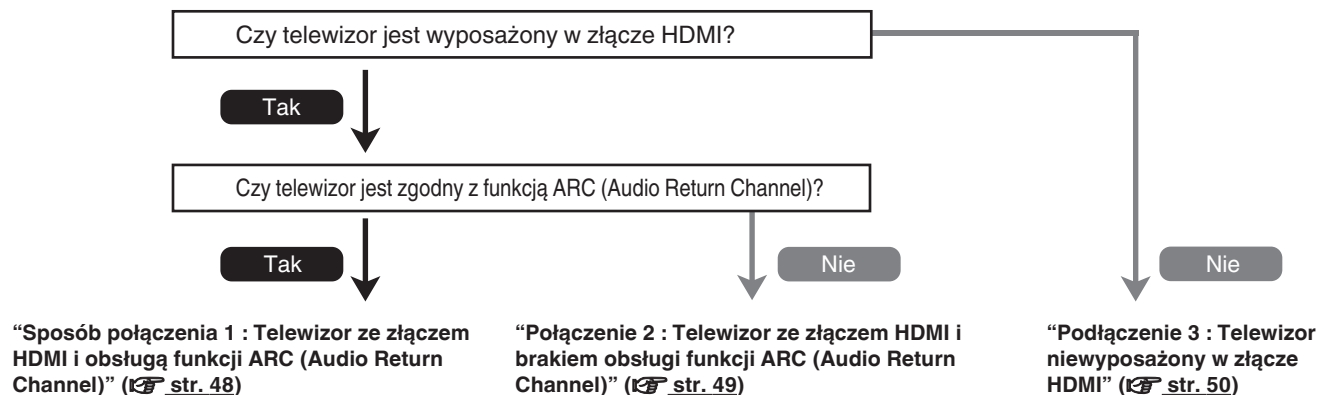 Czy telewizor jest wyposażony w złącze HDMI?
Tak
Czy telewizor jest zgodny z funkcją ARC (Audio Return Channel)?
Tak
Nie
Nie
“Sposób połączenia 1 : Telewizor ze złączem
HDMI i obsługą funkcji ARC (Audio Return
Channel)” (☞ str. 48)
“Połączenie 2 : Telewizor ze złączem HDMI i
brakiem obsługi funkcji ARC (Audio Return
Channel)” (☞ str. 49)
“Podłączenie 3 : Telewizor
niewyposażony w złącze
HDMI” (☞ str. 50)